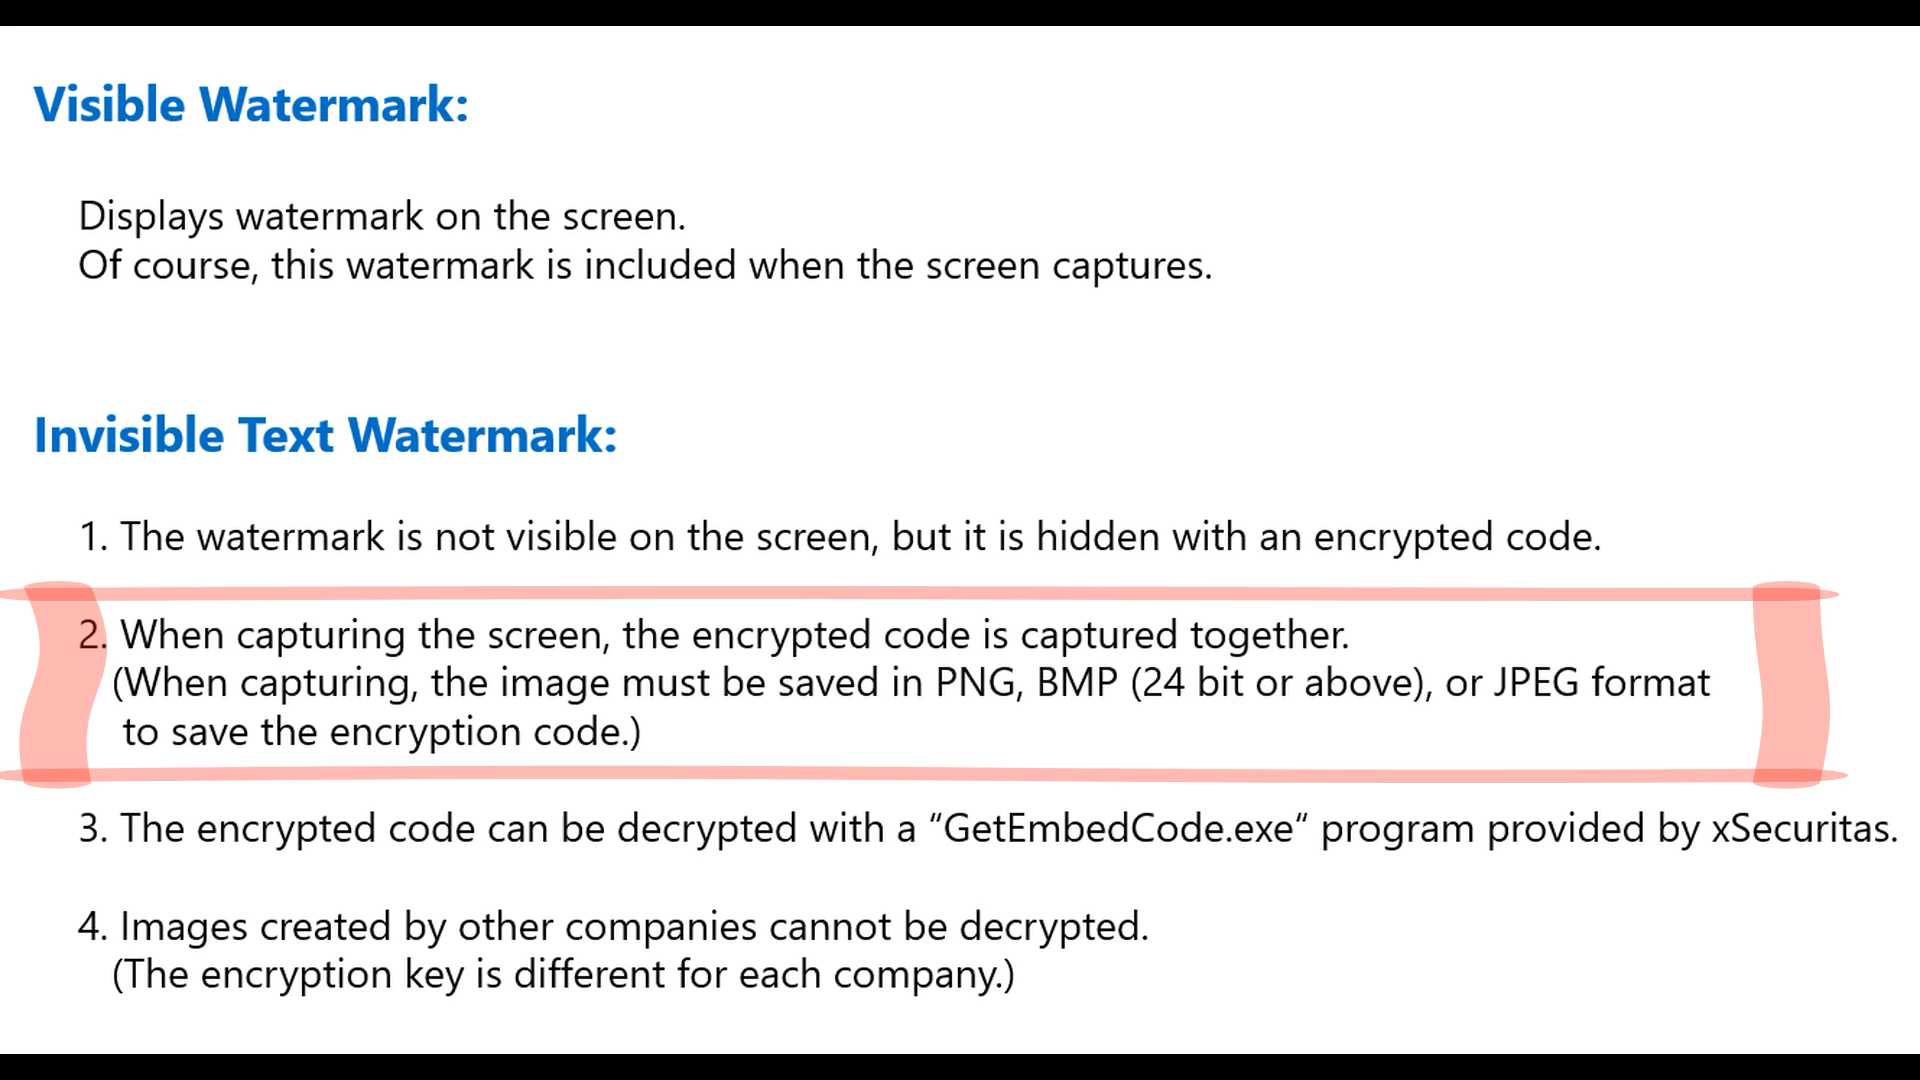 Visible Watermark:
Displays watermark on the screen.
Of course, this watermark is included when the screen captures.
Invisible Text Watermark:
1. The watermark is not visible on the screen, but it is hidden with an encrypted code.
2. When capturing the screen, the encrypted code is captured together.
(When capturing, the image must be saved in PNG, BMP (24 bit or above), or JPEG format
to save the encryption code.)
3. The encrypted code can be decrypted with a “GetEmbedCode.exe“ program provided by xSecuritas.
4. Images created by other companies cannot be decrypted.
(The encryption key is different for each company.)